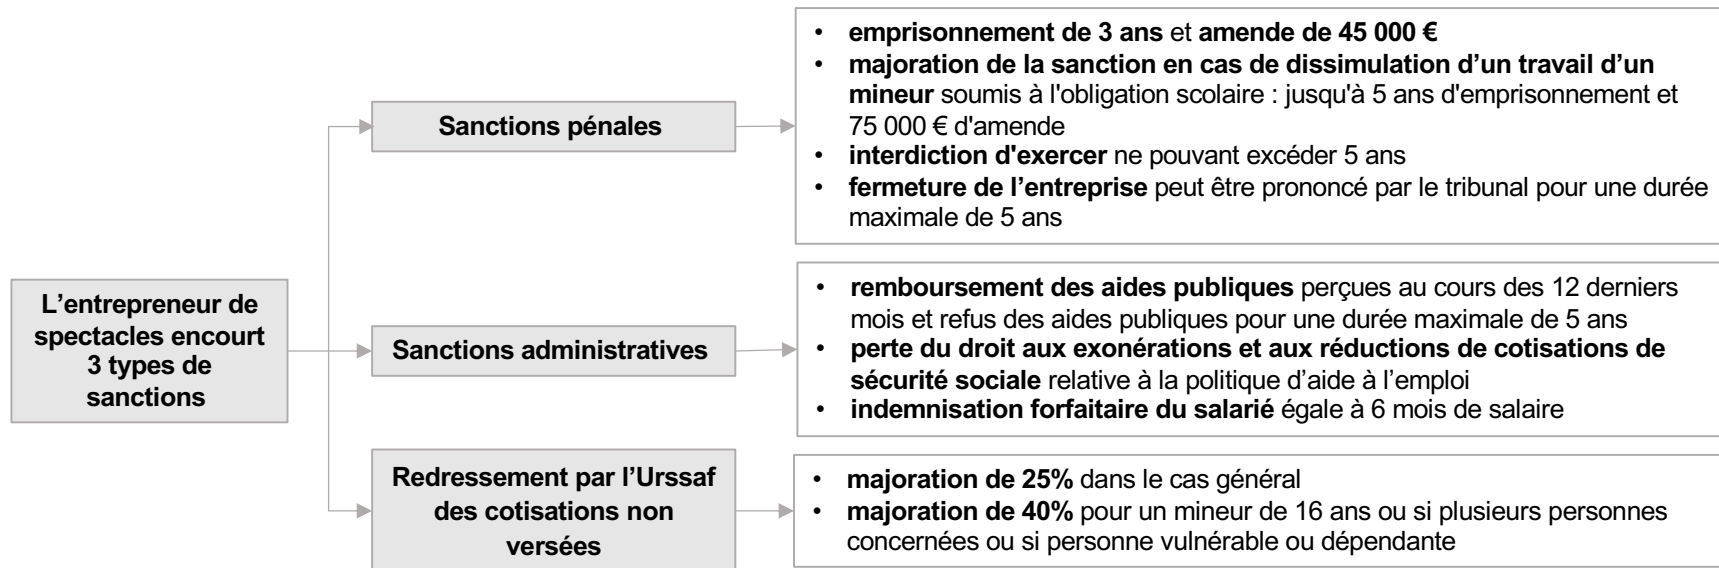 L’entrepreneur de
spectacles encourt
3 types de
sanctions
Sanctions pénales
• emprisonnement de 3 ans et amende de 45 000 €
• majoration de la sanction en cas de dissimulation d’un travail d’un
mineur soumis à l'obligation scolaire : jusqu'à 5 ans d'emprisonnement et
75 000 € d'amende
• interdiction d'exercer ne pouvant excéder 5 ans
• fermeture de l’entreprise peut être prononcé par le tribunal pour une durée
maximale de 5 ans
Sanctions administratives
• remboursement des aides publiques perçues au cours des 12 derniers
mois et refus des aides publiques pour une durée maximale de 5 ans
• perte du droit aux exonérations et aux réductions de cotisations de
sécurité sociale relative à la politique d’aide à l’emploi
• indemnisation forfaitaire du salarié égale à 6 mois de salaire
Redressement par l’Urssaf
des cotisations non
versées
• majoration de 25% dans le cas général
• majoration de 40% pour un mineur de 16 ans ou si plusieurs personnes
concernées ou si personne vulnérable ou dépendante